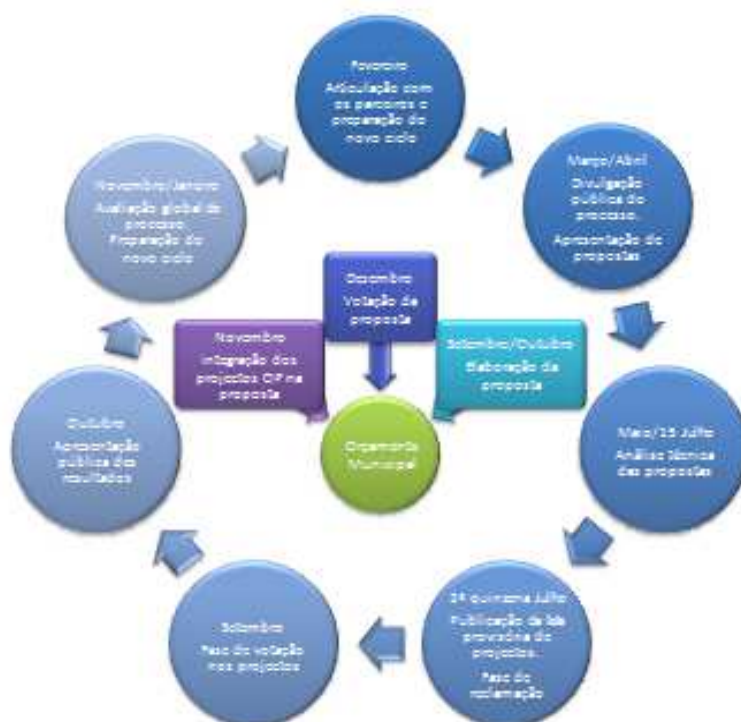 Fevereiro
Articulação com
os parceiros e
preparação do
novo ciclo
Março/Abril
Divulgação
pública do
processo.
Apresentação de
propostas
Maio/15 Julho
Análise técnica
das propostas
2ª quinzena Julho
Publicação da lista
provisória de
projectos.
Fase de
reclamação
Setembro
Fase de votação
nos projectos
Outubro
Apresentação
pública dos
resultados
Novembro/Janeiro
Avaliação global do
processo.
Preparação do
novo ciclo
Dezembro
Votação da
proposta
Novembro
Integração dos
projectos OP na
proposta
Setembro/Outubro
Elaboração da
proposta
Orçamento
Municipal